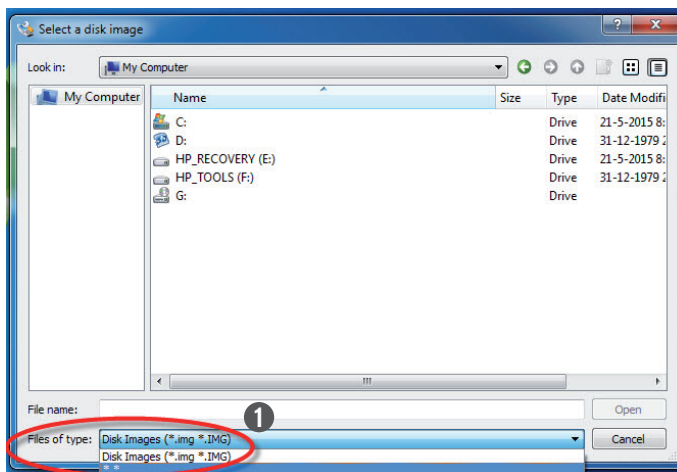 Select a disk image
?
X
Look in:
My Computer
My Computer
Name
Size
Type
Date Modifi
C:
Drive
21-5-2015 8:
D:
Drive
31-12-1979 2
HP_RECOVERY (E:)
Drive
21-5-2015 8:
HP_TOOLS (F:)
Drive
31-12-1979 2
G:
Drive
File name:
Open
1
Files of type:
Disk Images (*.img *.IMG)
Cancel
Disk Images (*.img *.IMG)
*.*